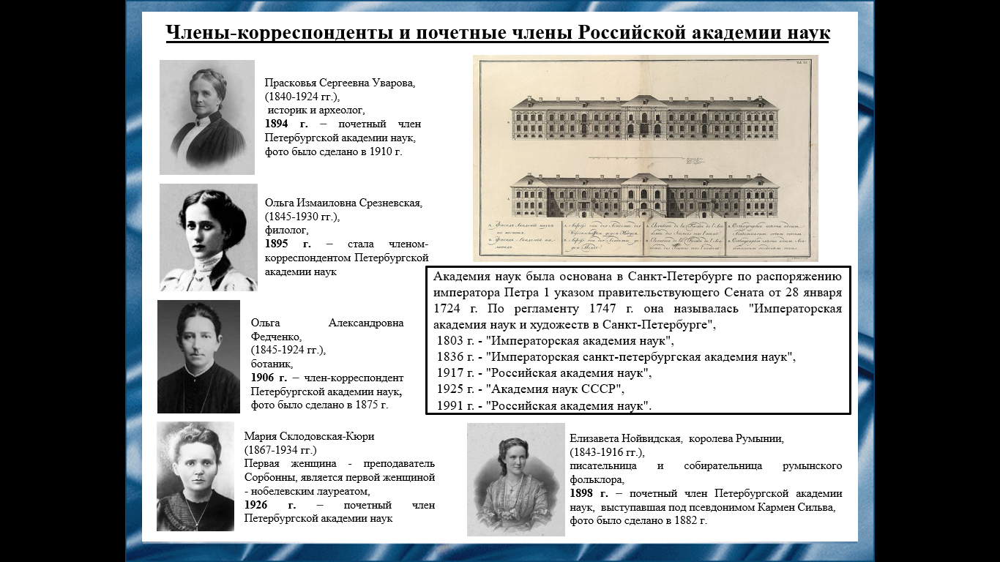 Члены-корреспонденты и почетные члены Российской академии наук
Прасковья Сергеевна Уварова,
(1840-1924 гг.),
историк и археолог,
1894 г. – почетный член
Петербургской академии наук,
фото было сделано в 1910 г.
Ольга Измаиловна Срезневская,
(1845-1930 гг.),
филолог,
1895 г. – стала членом-
корреспондентом Петербургской
академии наук
Ольга Александровна
Федченко,
(1845-1924 гг.),
ботаник,
1906 г. – член-корреспондент
Петербургской академии наук,
фото было сделано в 1875 г.
Мария Склодовская-Кюри
(1867-1934 гг.)
Первая женщина - преподаватель
Сорбонны, является первой женщиной
- нобелевским лауреатом,
1926 г. – почетный член
Петербургской академии наук
Академия наук была основана в Санкт-Петербурге по распоряжению
императора Петра 1 указом правительствующего Сената от 28 января
1724 г. По регламенту 1747 г. она называлась "Императорская
академия наук и художеств в Санкт-Петербурге",
1803 г. - "Императорская академия наук",
1836 г. - "Императорская санкт-петербургская академия наук",
1917 г. - "Российская академия наук",
1925 г. - "Академия наук СССР",
1991 г. - "Российская академия наук".
Елизавета Нойвидская, королева Румынии,
(1843-1916 гг.),
писательница и собирательница румынского
фольклора,
1898 г. – почетный член Петербургской академии
наук, выступавшая под псевдонимом Кармен Сильва,
фото было сделано в 1882 г.